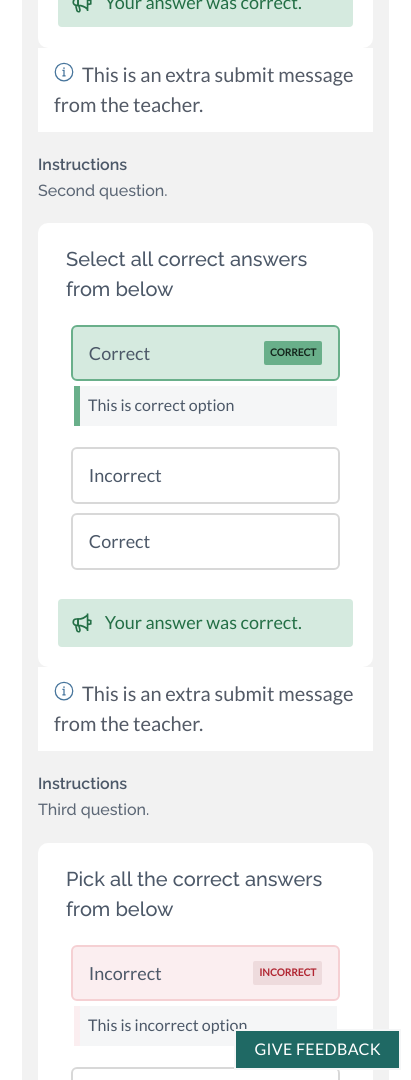 Your answer was correct.
This is an extra submit message
from the teacher.
Instructions
Second question.
Select all correct answers
from below
Correct
CORRECT
This is correct option
Incorrect
Correct
Your answer was correct.
This is an extra submit message
from the teacher.
Instructions
Third question.
Pick all the correct answers
from below
Incorrect
INCORRECT
This is incorrect option
GIVE FEEDBACK